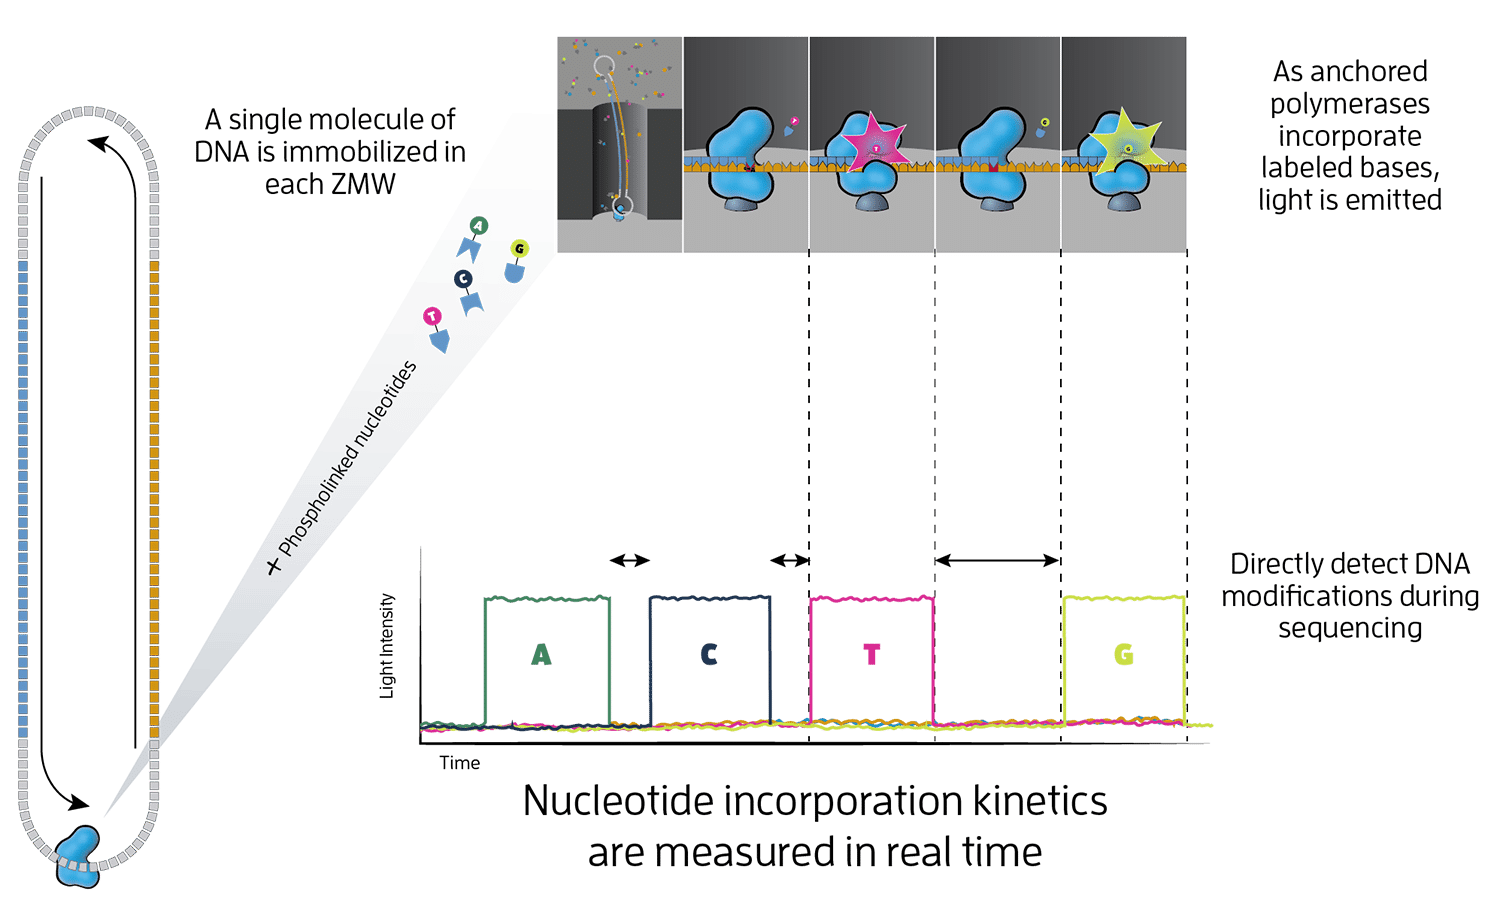 A single molecule of
DNA is immobilized in
each ZMW
As anchored
polymerases
incorporate
labeled bases,
light is emitted
T
T
G
G
A
G
C
T
+ Phospholinked nucleotides
Light Intensity
A
C
T
G
Time
Directly detect DNA
modifications during
sequencing
Nucleotide incorporation kinetics
are measured in real time